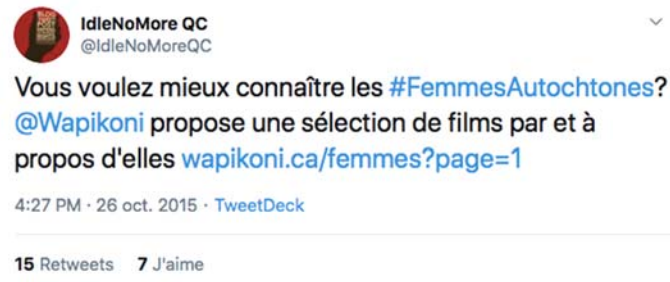 IdleNoMore QC
@IdleNoMoreQC
Vous voulez mieux connaître les #FemmesAutochtones?
@Wapikoni propose une sélection de films par et à
propos d'elles wapikoni.ca/femmes?page=1
4:27 PM · 26 oct. 2015 · TweetDeck
15 Retweets 7 J'aime